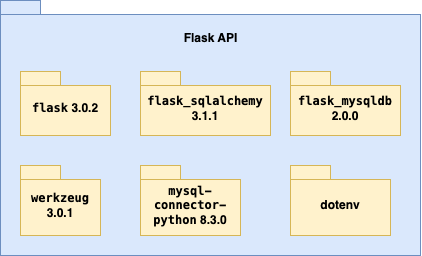 Flask API
flask 3.0.2
flask_sqlalchemy
3.1.1
flask_mysqldb
2.0.0
werkzeug
3.0.1
mysql-
connector-
python 8.3.0
dotenv